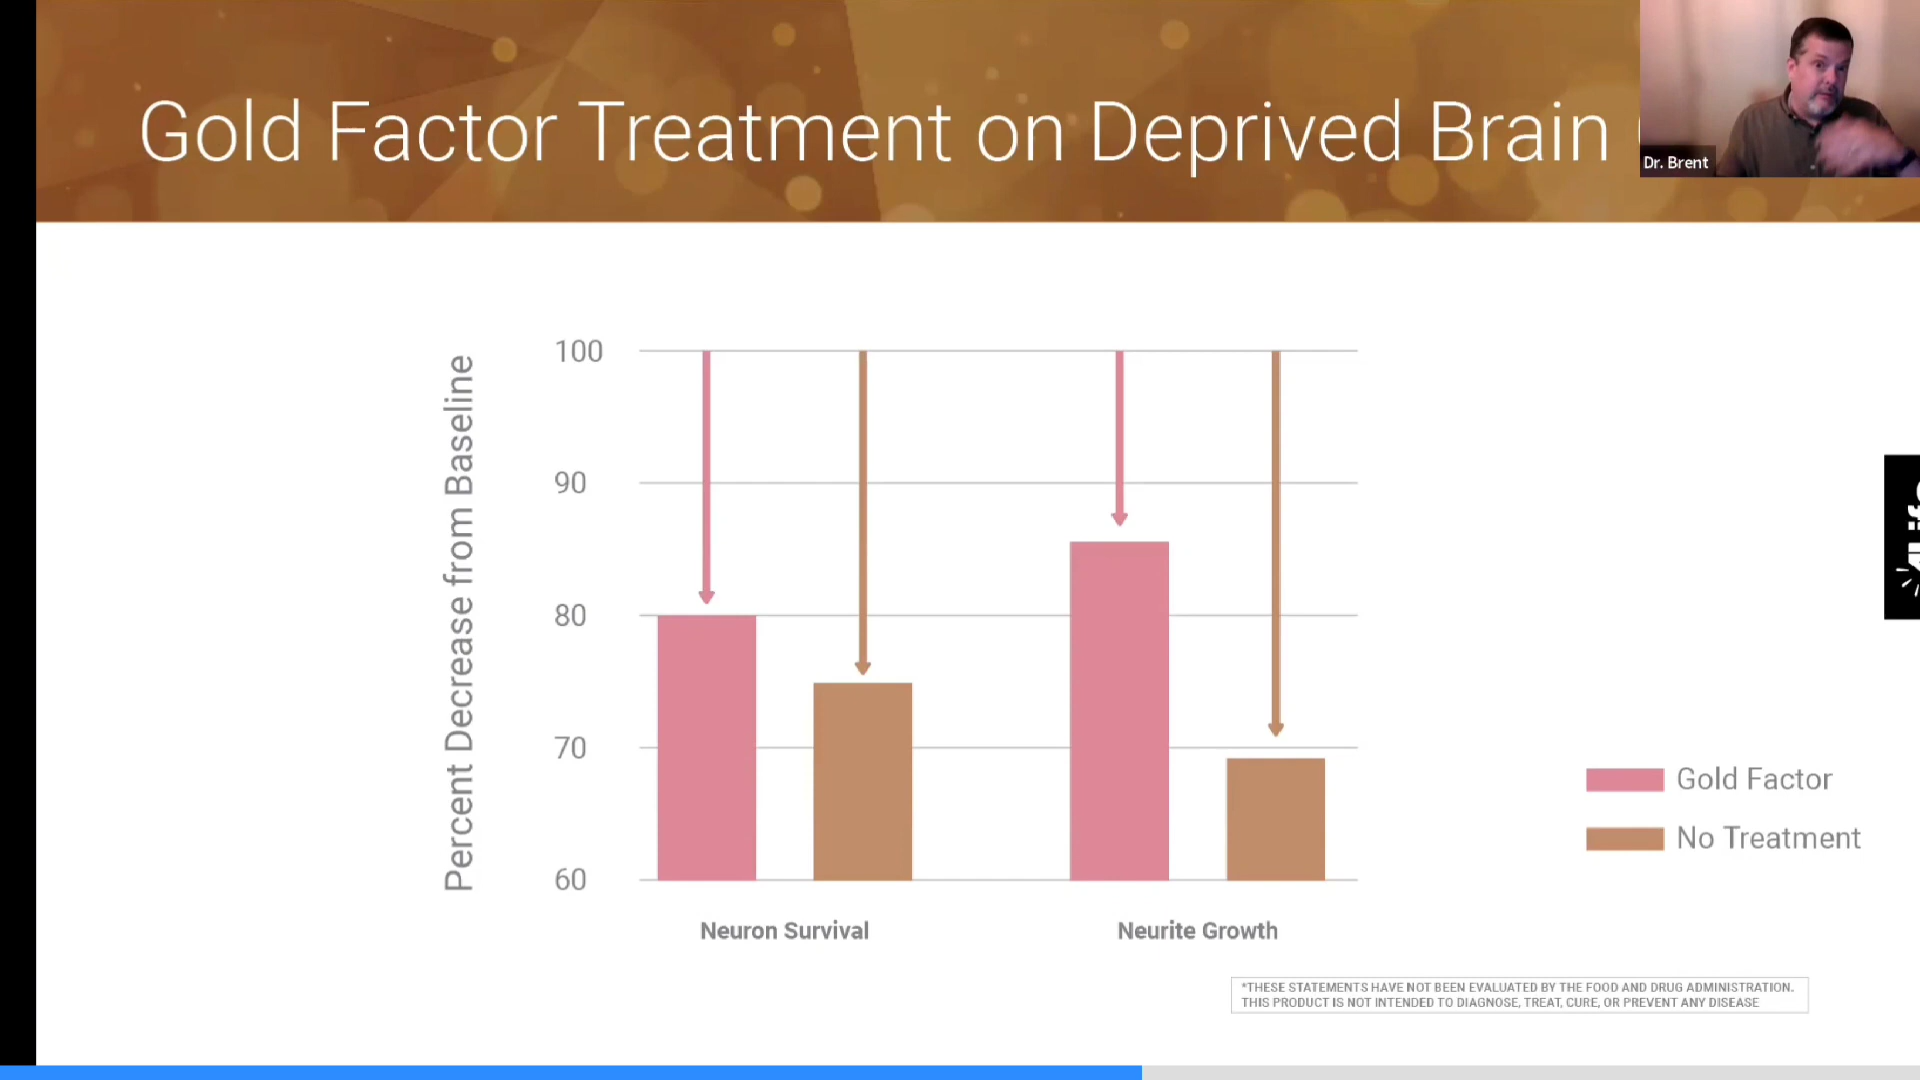 Gold Factor Treatment on Deprived Brain
Dr. Brent
Percent Decrease from Baseline
100
90
80
70
60
Neuron Survival
Neurite Growth
Gold Factor
No Treatment
*THESE STATEMENTS HAVE NOT BEEN EVALUATED BY THE FOOD AND DRUG ADMINISTRATION.
THIS PRODUCT IS NOT INTENDED TO DIAGNOSE, TREAT, CURE, OR PREVENT ANY DISEASE